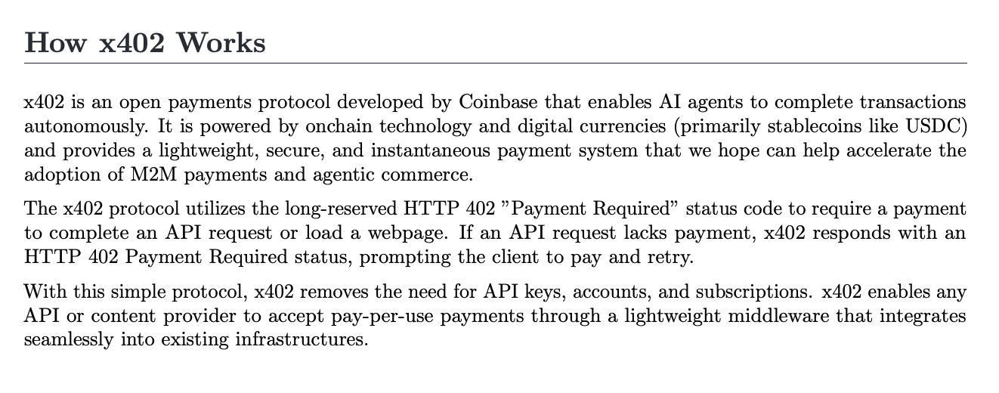 How x402 Works
x402 is an open payments protocol developed by Coinbase that enables AI agents to complete transactions
autonomously. It is powered by onchain technology and digital currencies (primarily stablecoins like USDC)
and provides a lightweight, secure, and instantaneous payment system that we hope can help accelerate the
adoption of M2M payments and agentic commerce.
The x402 protocol utilizes the long-reserved HTTP 402 ”Payment Required” status code to require a payment
to complete an API request or load a webpage. If an API request lacks payment, x402 responds with an
HTTP 402 Payment Required status, prompting the client to pay and retry.
With this simple protocol, x402 removes the need for API keys, accounts, and subscriptions. x402 enables any
API or content provider to accept pay-per-use payments through a lightweight middleware that integrates
seamlessly into existing infrastructures.